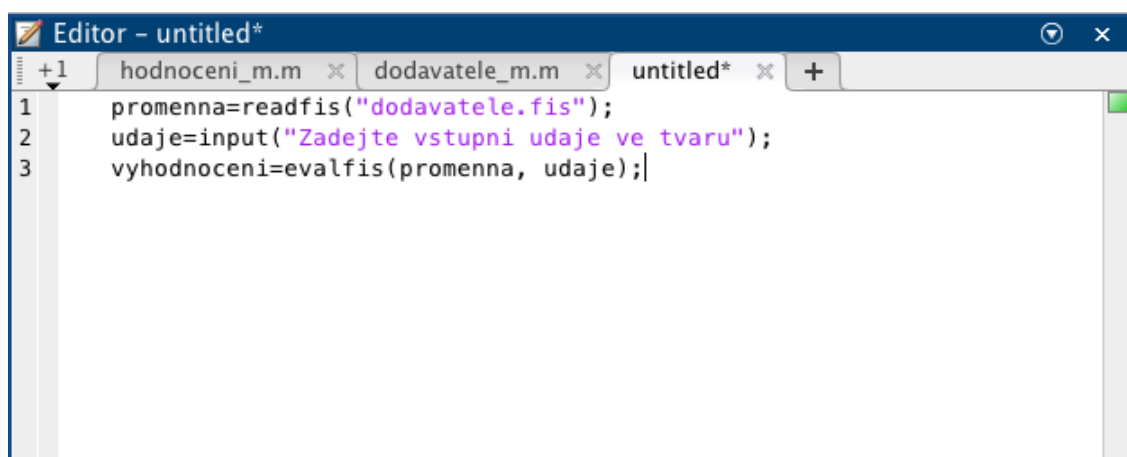 Editor – untitled*
+1 hodnoceni_m.m dodavatele_m.m untitled* +
1 promenna=readfis("dodavatele.fis");
2 udaje=input("Zadejte vstupni udaje ve tvaru");
3 vyhodnoceni=evalfis(promenna, udaje);